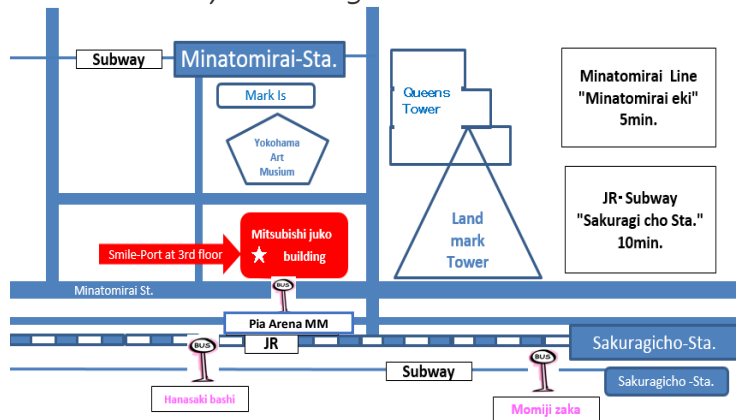 Subway
Minatomirai-Sta.
Mark Is
Yokohama
Art
Musium
Queens
Tower
Minatomirai Line
"Minatomirai eki"
5min.
JR・Subway
"Sakuragi cho Sta."
10min.
Land
mark
Tower
Smile-Port at 3rd floor
Mitsubishi juko
building
Minatomirai St.
BUS
Pia Arena MM
JR
BUS
Hanasaki bashi
Subway
BUS
Momiji zaka
Sakuragicho-Sta.
Sakuragicho -Sta.